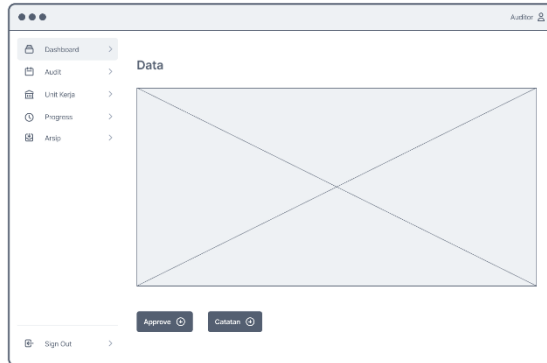 Auditor
Dashboard
Audit
Unit Kerja
Progress
Arsip
Sign Out
Data
Approve
Catatan